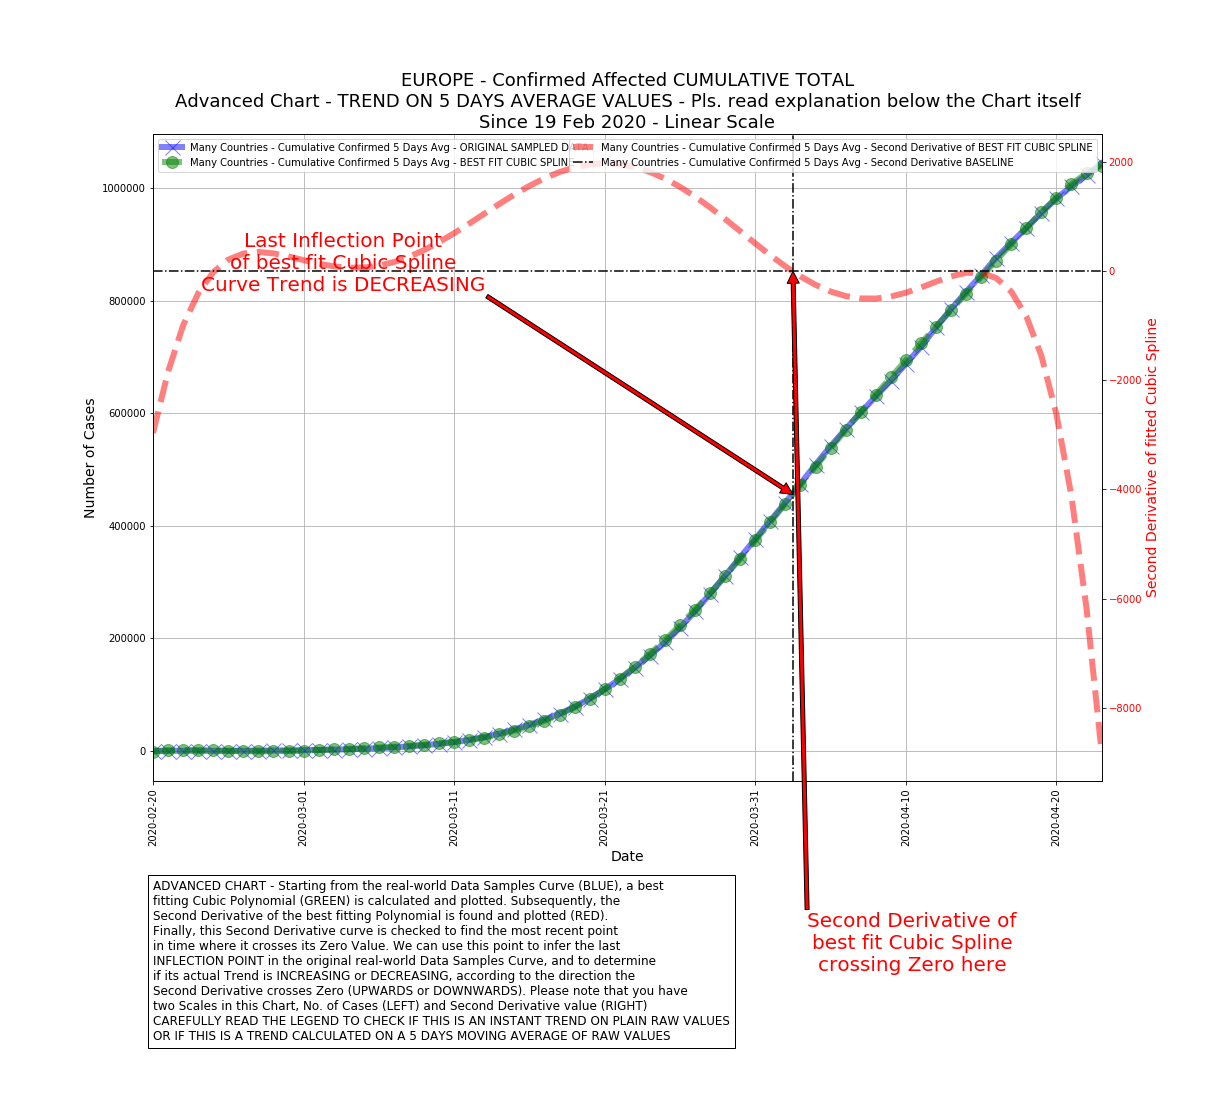 EUROPE - Confirmed Affected CUMULATIVE TOTAL
Advanced Chart - TREND ON 5 DAYS AVERAGE VALUES - Pls. read explanation below the Chart itself
Since 19 Feb 2020 - Linear Scale
Many Countries - Cumulative Confirmed 5 Days Avg - ORIGINAL SAMPLED DATA
Many Countries - Cumulative Confirmed 5 Days Avg - BEST FIT CUBIC SPLINE
Many Countries - Cumulative Confirmed 5 Days Avg - Second Derivative of BEST FIT CUBIC SPLINE
Many Countries - Cumulative Confirmed 5 Days Avg - Second Derivative BASELINE
Last Inflection Point
of best fit Cubic Spline
Curve Trend is DECREASING
Number of Cases
1000000
800000
600000
400000
200000
0
2000
0
−2000
−4000
−6000
−8000
Second Derivative of fitted Cubic Spline
2020-02-20
2020-03-01
2020-03-11
2020-03-21
2020-03-31
2020-04-10
2020-04-20
Date
ADVANCED CHART - Starting from the real-world Data Samples Curve (BLUE), a best
fitting Cubic Polynomial (GREEN) is calculated and plotted. Subsequently, the
Second Derivative of the best fitting Polynomial is found and plotted (RED).
Finally, this Second Derivative curve is checked to find the most recent point
in time where it crosses its Zero Value. We can use this point to infer the last
INFLECTION POINT in the original real-world Data Samples Curve, and to determine
if its actual Trend is INCREASING or DECREASING, according to the direction the
Second Derivative crosses Zero (UPWARDS or DOWNWARDS). Please note that you have
two Scales in this Chart, No. of Cases (LEFT) and Second Derivative value (RIGHT)
CAREFULLY READ THE LEGEND TO CHECK IF THIS IS AN INSTANT TREND ON PLAIN RAW VALUES
OR IF THIS IS A TREND CALCULATED ON A 5 DAYS MOVING AVERAGE OF RAW VALUES
Second Derivative of
best fit Cubic Spline
crossing Zero here